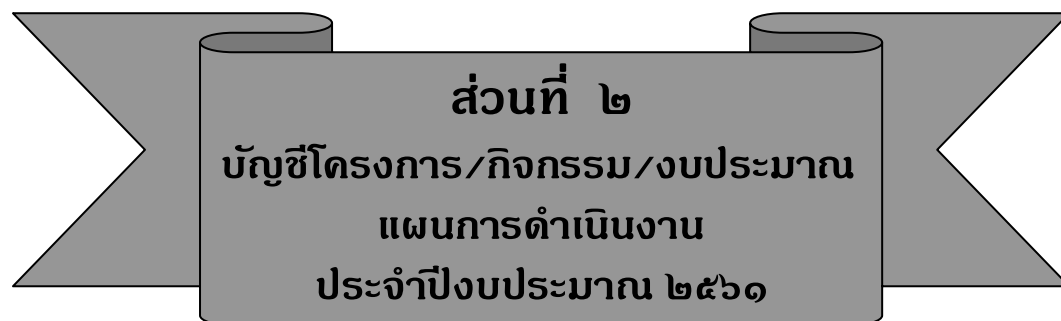 ส่วนที่ ๒
บัญชีโครงการ/กิจกรรม/งบประมาณ
แผนการดำเนินงาน
ประจำปีงบประมาณ ๒๕๖๑